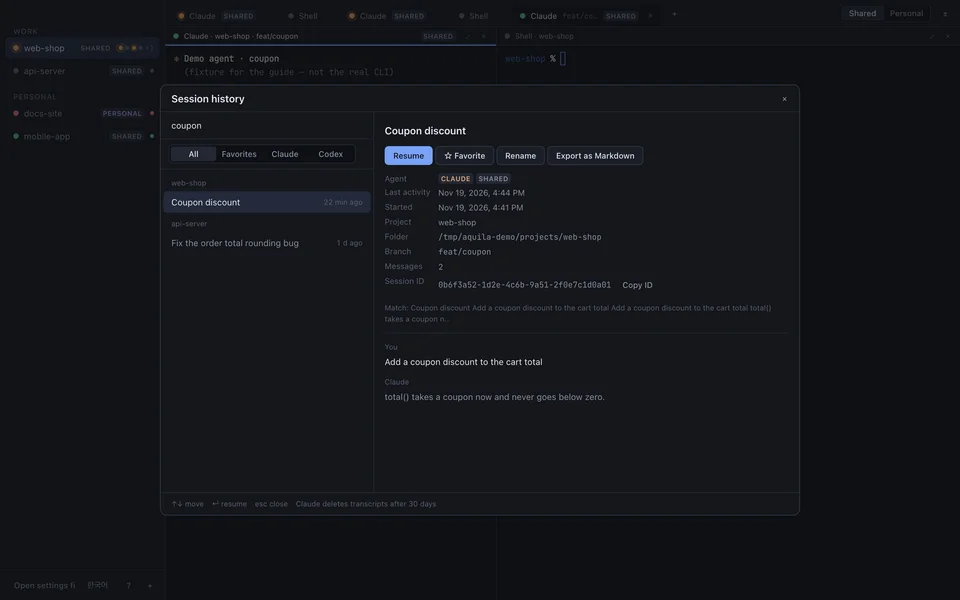 WORK
web-shop SHARED
api-server SHARED
PERSONAL
docs-site PERSONAL
mobile-app SHARED
Claude SHARED
Shell
Claude SHARED
Shell
Claude feat/co… SHARED ×
Shared Personal
Claude · web-shop · feat/coupon SHARED
Shell · web-shop
Demo agent · coupon
(fixture for the guide — not the real CLI)
web-shop %
Session history ×
coupon
All Favorites Claude Codex
web-shop
Coupon discount 22 min ago
api-server
Fix the order total rounding bug 1 d ago
Coupon discount
Resume ☆ Favorite Rename Export as Markdown
Agent CLAUDE SHARED
Last activity Nov 19, 2026, 4:44 PM
Started Nov 19, 2026, 4:41 PM
Project web-shop
Folder /tmp/aquila-demo/projects/web-shop
Branch feat/coupon
Messages 2
Session ID 0b6f3a52-1d2e-4c6b-9a51-2f0e7c1d0a01 Copy ID
Match: Coupon discount Add a coupon discount to the cart total Add a coupon discount to the cart total total()
takes a coupon n…
You
Add a coupon discount to the cart total
Claude
total() takes a coupon now and never goes below zero.
↑↓ move ↵ resume esc close Claude deletes transcripts after 30 days
Open settings fi 한국어 ? +